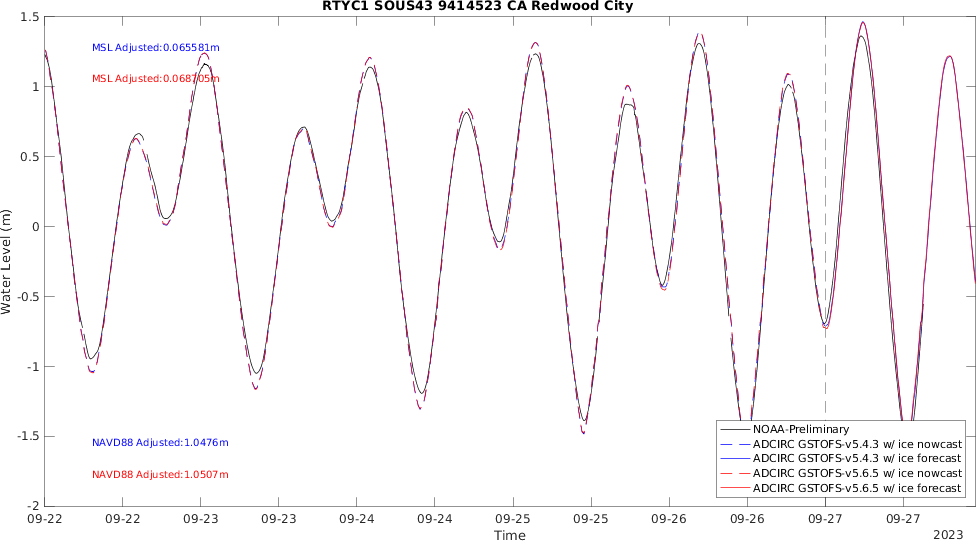 RTYC1 SOUS43 9414523 CA Redwood City
MSL Adjusted:0.065581m
MSL Adjusted:0.068705m
NAVD88 Adjusted:1.0476m
NAVD88 Adjusted:1.0507m
Water Level (m)
1.5
1
0.5
0
-0.5
-1
-1.5
-2
NOAA-Preliminary
ADCIRC GSTOFS-v5.4.3 w/ ice nowcast
ADCIRC GSTOFS-v5.4.3 w/ ice forecast
ADCIRC GSTOFS-v5.6.5 w/ ice nowcast
ADCIRC GSTOFS-v5.6.5 w/ ice forecast
09-22 09-22 09-23 09-23 09-24 09-24 09-25 09-25 09-26 09-26 09-27 09-27
Time
2023